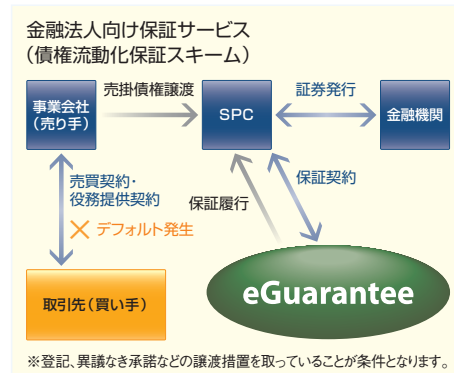 金融法人向け保証サービス
（債権流動化保証スキーム）
事業会社
（売り手）
売掛債権譲渡
SPC
証券発行
金融機関
売買契約・
役務提供契約
デフォルト発生
保証履行
保証契約
取引先（買い手）
eGuarantee
※登記、異議なき承諾などの譲渡措置を取っていることが条件となります。